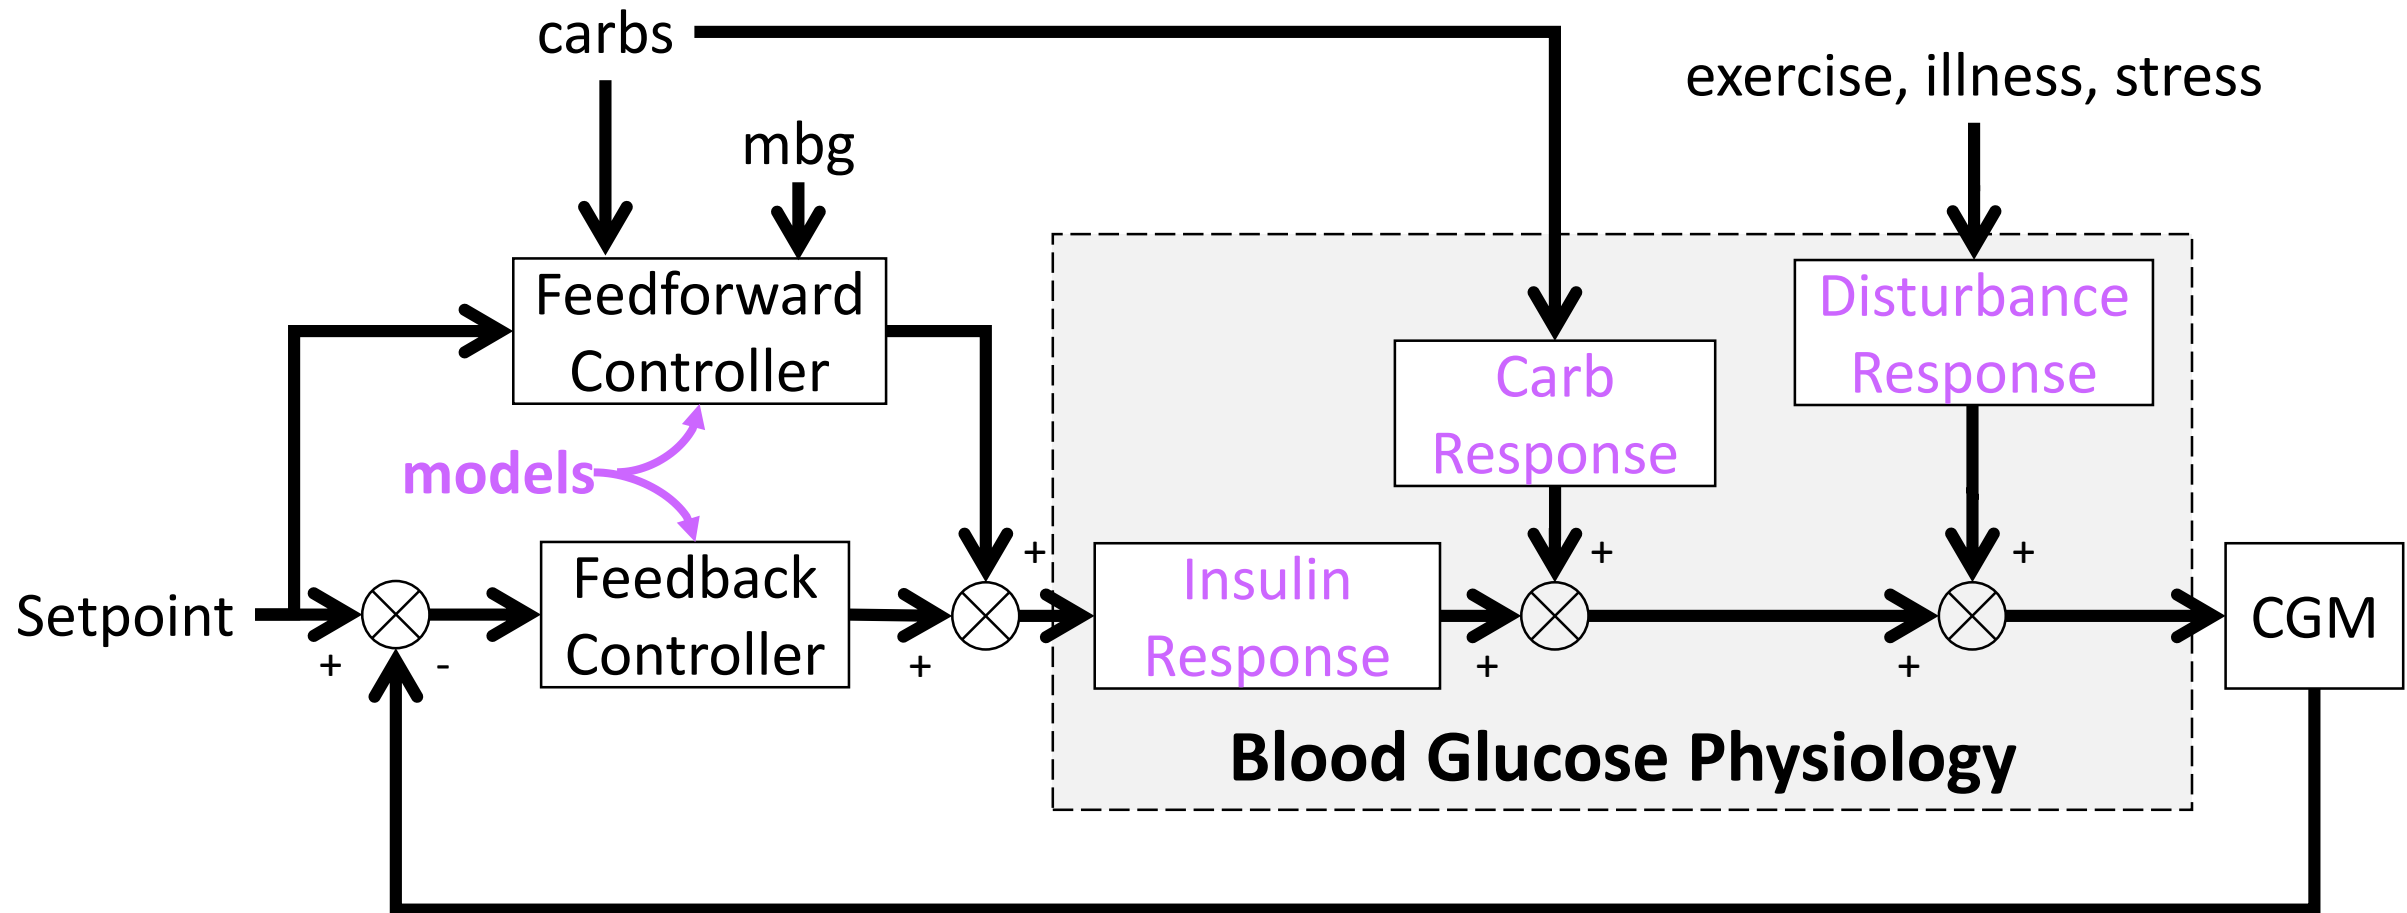 carbs
exercise, illness, stress
mbg
Feedforward
Controller
Disturbance
Response
Carb
Response
models
+
+
+
Feedback
Controller
Insulin
Response
Setpoint
CGM
+
-
+
+
+
Blood Glucose Physiology